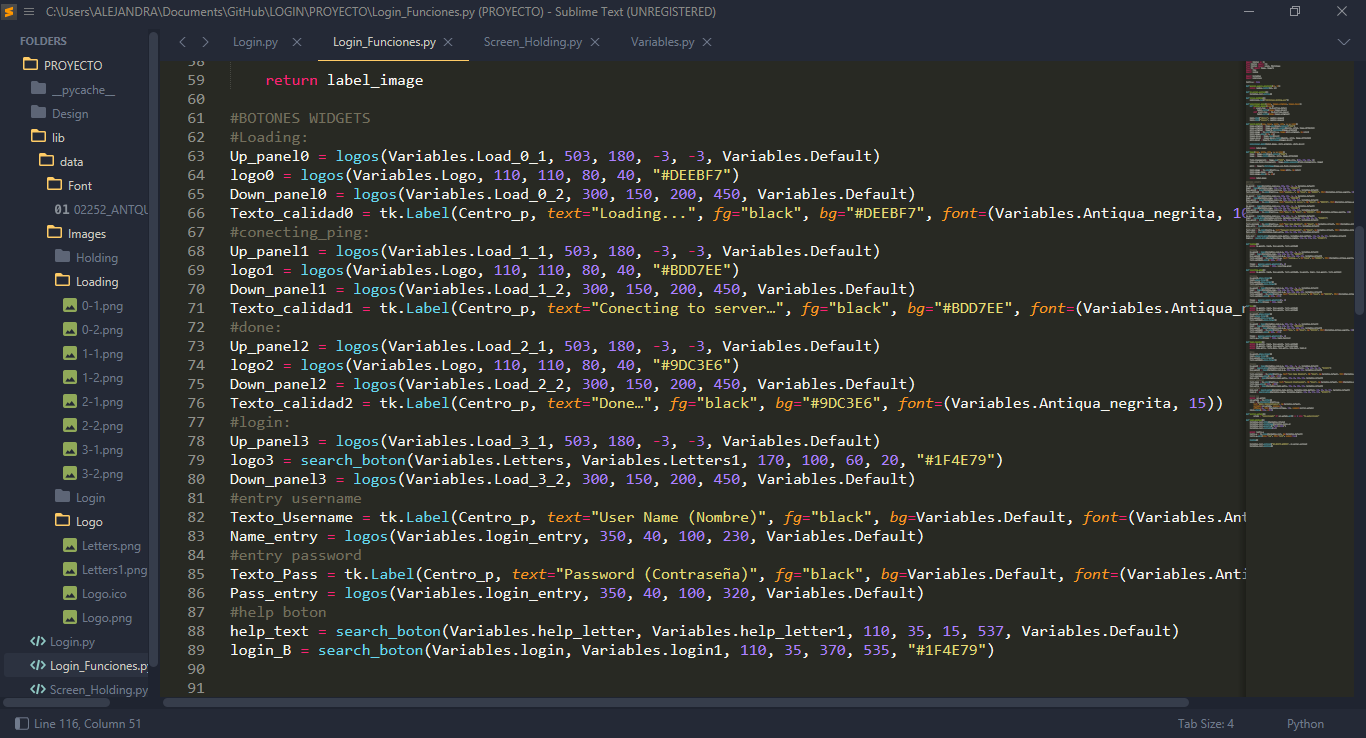 C:\Users\ALEJANDRA\Documents\GitHub\LOGIN\PROYECTO\Login_Funciones.py (PROYECTO) - Sublime Text (UNREGISTERED)
FOLDERS
PROYECTO
__pycache__
Design
lib
data
Font
02252_ANTQU
Images
Holding
Loading
0-1.png
0-2.png
1-1.png
1-2.png
2-1.png
2-2.png
3-1.png
3-2.png
Login
Logo
Letters.png
Letters1.png
Logo.ico
Logo.png
Login.py
Login_Funciones.py
Screen_Holding.py
Login.py
Login_Funciones.py
Screen_Holding.py
Variables.py
58
59 return label_image
60
61 #BOTONES WIDGETS
62 #Loading:
63 Up_panel0 = logos(Variables.Load_0_1, 503, 180, -3, -3, Variables.Default)
64 logo0 = logos(Variables.Logo, 110, 110, 80, 40, "#DEEBF7")
65 Down_panel0 = logos(Variables.Load_0_2, 300, 150, 200, 450, Variables.Default)
66 Texto_calidad0 = tk.Label(Centro_p, text="Loading...", fg="black", bg="#DEEBF7", font=(Variables.Antiqua_negrita, 10
67 #conecting_ping:
68 Up_panel1 = logos(Variables.Load_1_1, 503, 180, -3, -3, Variables.Default)
69 logo1 = logos(Variables.Logo, 110, 110, 80, 40, "#BDD7EE")
70 Down_panel1 = logos(Variables.Load_1_2, 300, 150, 200, 450, Variables.Default)
71 Texto_calidad1 = tk.Label(Centro_p, text="Conecting to server…", fg="black", bg="#BDD7EE", font=(Variables.Antiqua_n
72 #done:
73 Up_panel2 = logos(Variables.Load_2_1, 503, 180, -3, -3, Variables.Default)
74 logo2 = logos(Variables.Logo, 110, 110, 80, 40, "#9DC3E6")
75 Down_panel2 = logos(Variables.Load_2_2, 300, 150, 200, 450, Variables.Default)
76 Texto_calidad2 = tk.Label(Centro_p, text="Done…", fg="black", bg="#9DC3E6", font=(Variables.Antiqua_negrita, 15))
77 #login:
78 Up_panel3 = logos(Variables.Load_3_1, 503, 180, -3, -3, Variables.Default)
79 logo3 = search_boton(Variables.Letters, Variables.Letters1, 170, 100, 60, 20, "#1F4E79")
80 Down_panel3 = logos(Variables.Load_3_2, 300, 150, 200, 450, Variables.Default)
81 #entry username
82 Texto_Username = tk.Label(Centro_p, text="User Name (Nombre)", fg="black", bg=Variables.Default, font=(Variables.Ant
83 Name_entry = logos(Variables.login_entry, 350, 40, 100, 230, Variables.Default)
84 #entry password
85 Texto_Pass = tk.Label(Centro_p, text="Password (Contraseña)", fg="black", bg=Variables.Default, font=(Variables.Anti
86 Pass_entry = logos(Variables.login_entry, 350, 40, 100, 320, Variables.Default)
87 #help boton
88 help_text = search_boton(Variables.help_letter, Variables.help_letter1, 110, 35, 15, 537, Variables.Default)
89 login_B = search_boton(Variables.login, Variables.login1, 110, 35, 370, 535, "#1F4E79")
90
91
Line 116, Column 51
Tab Size: 4
Python